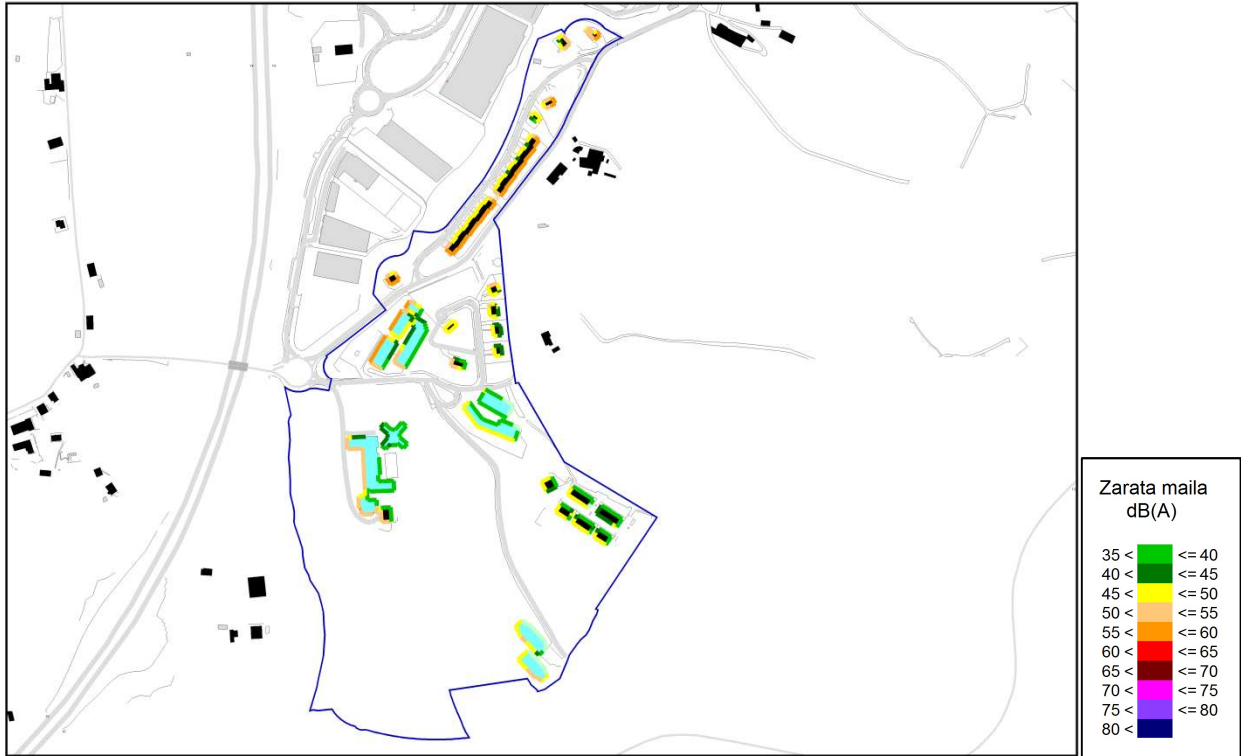 Zarata maila
dB(A)
35 < <= 40
40 < <= 45
45 < <= 50
50 < <= 55
55 < <= 60
60 < <= 65
65 < <= 70
70 < <= 75
75 < <= 80
80 <